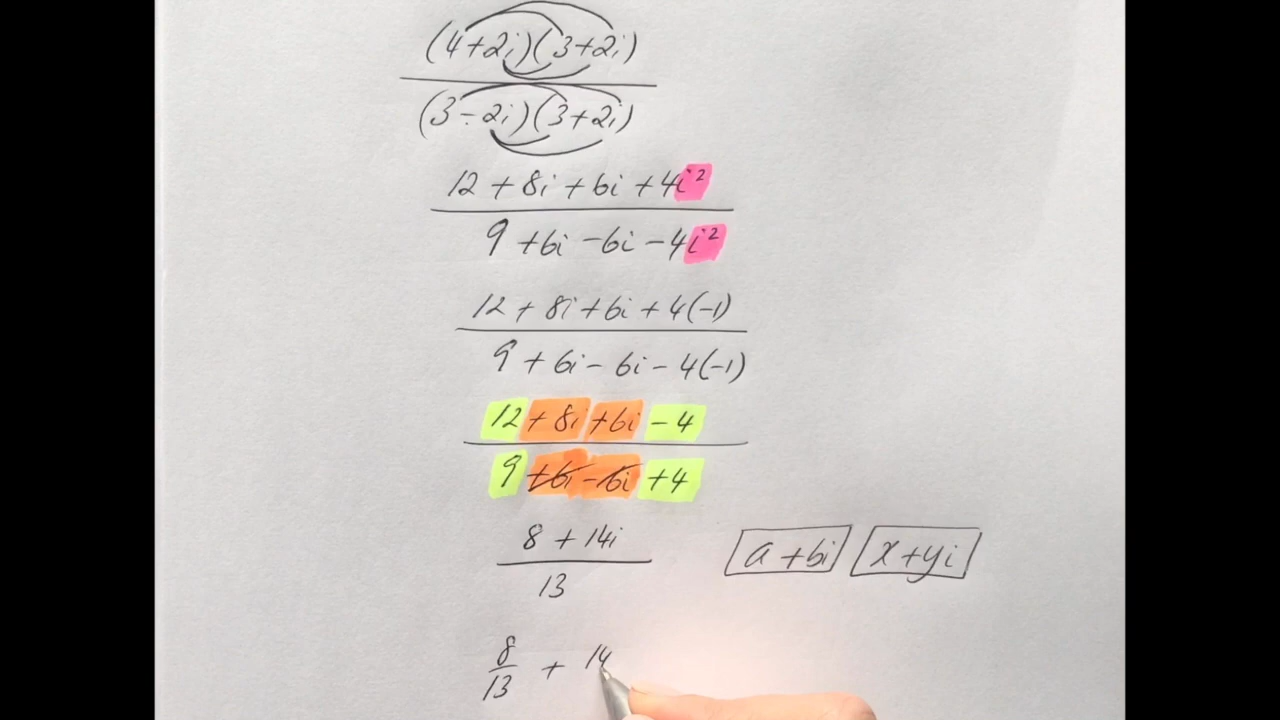 (4+2i)(3+2i)
(3-2i)(3+2i)
12 + 8i + 6i + 4i²
9 + 6i - 6i - 4i²
12 + 8i + 6i + 4(-1)
9 + 6i - 6i - 4(-1)
12 + 8i + 6i - 4
9 + 6i - 6i + 4
8 + 14i
13
a + bi x + yi
8
13
+ 14